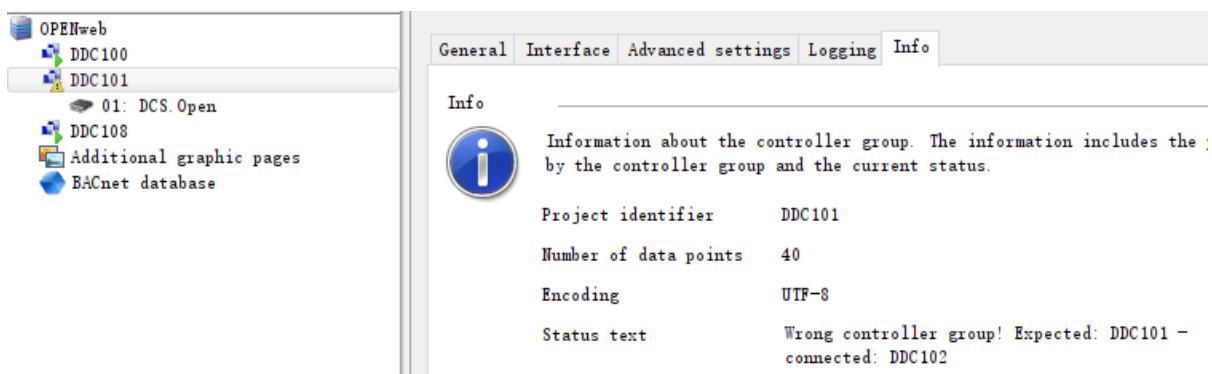 OPENweb
DDC100
DDC101
01: DCS.Open
DDC108
Additional graphic pages
BACnet database
General Interface Advanced settings Logging Info
Info
Information about the controller group. The information includes the
by the controller group and the current status.
Project identifier DDC101
Number of data points 40
Encoding UTF-8
Status text Wrong controller group! Expected: DDC101 -
connected: DDC102